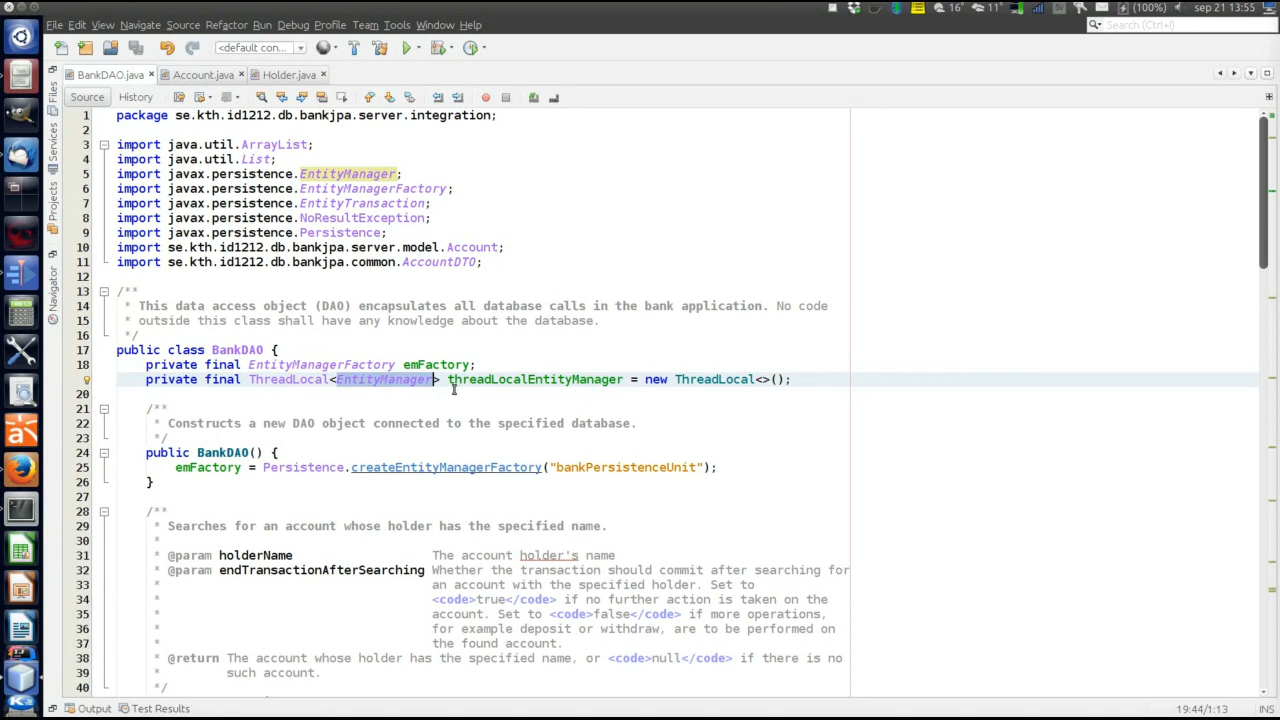 16° 11° (100%) sep 21 13:55
File Edit View Navigate Source Refactor Run Debug Profile Team Tools Window Help
Search (Ctrl+I)
<default con...
BankDAO.java Account.java Holder.java
Source History
Files
Services
Projects
Navigator
1 package se.kth.id1212.db.bankjpa.server.integration;
2
3 import java.util.ArrayList;
4 import java.util.List;
5 import javax.persistence.EntityManager;
6 import javax.persistence.EntityManagerFactory;
7 import javax.persistence.EntityTransaction;
8 import javax.persistence.NoResultException;
9 import javax.persistence.Persistence;
10 import se.kth.id1212.db.bankjpa.server.model.Account;
11 import se.kth.id1212.db.bankjpa.common.AccountDTO;
12
13 /**
14 * This data access object (DAO) encapsulates all database calls in the bank application. No code
15 * outside this class shall have any knowledge about the database.
16 */
17 public class BankDAO {
18 private final EntityManagerFactory emFactory;
private final ThreadLocal<EntityManager> threadLocalEntityManager = new ThreadLocal<>();
20
21 /**
22 * Constructs a new DAO object connected to the specified database.
23 */
24 public BankDAO() {
25 emFactory = Persistence.createEntityManagerFactory("bankPersistenceUnit");
26 }
27
28 /**
29 * Searches for an account whose holder has the specified name.
30 *
31 * @param holderName The account holder's name
32 * @param endTransactionAfterSearching Whether the transaction should commit after searching for
33 * an account with the specified holder. Set to
34 * <code>true</code> if no further action is taken on the
35 * account. Set to <code>false</code> if more operations,
36 * for example deposit or withdraw, are to be performed on
37 * the found account.
38 * @return The account whose holder has the specified name, or <code>null</code> if there is no
39 * such account.
40 */
Output Test Results
19:44/1:13 INS